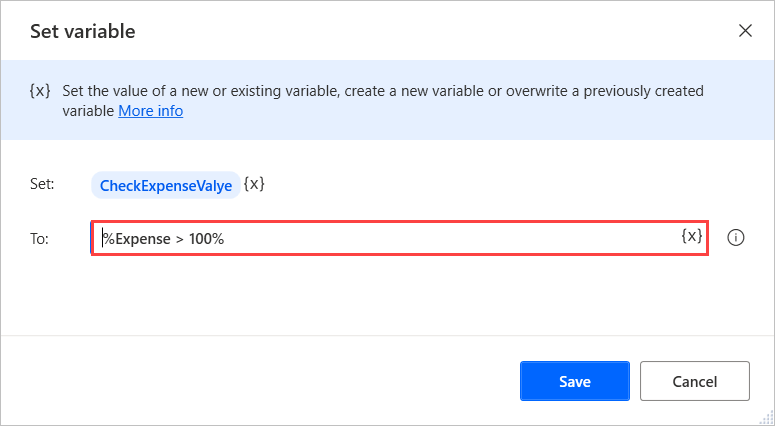 Set variable
{x} Set the value of a new or existing variable, create a new variable or overwrite a previously created
variable More info
Set: CheckExpenseValye {x}
To: %Expense > 100% {x}
Save Cancel